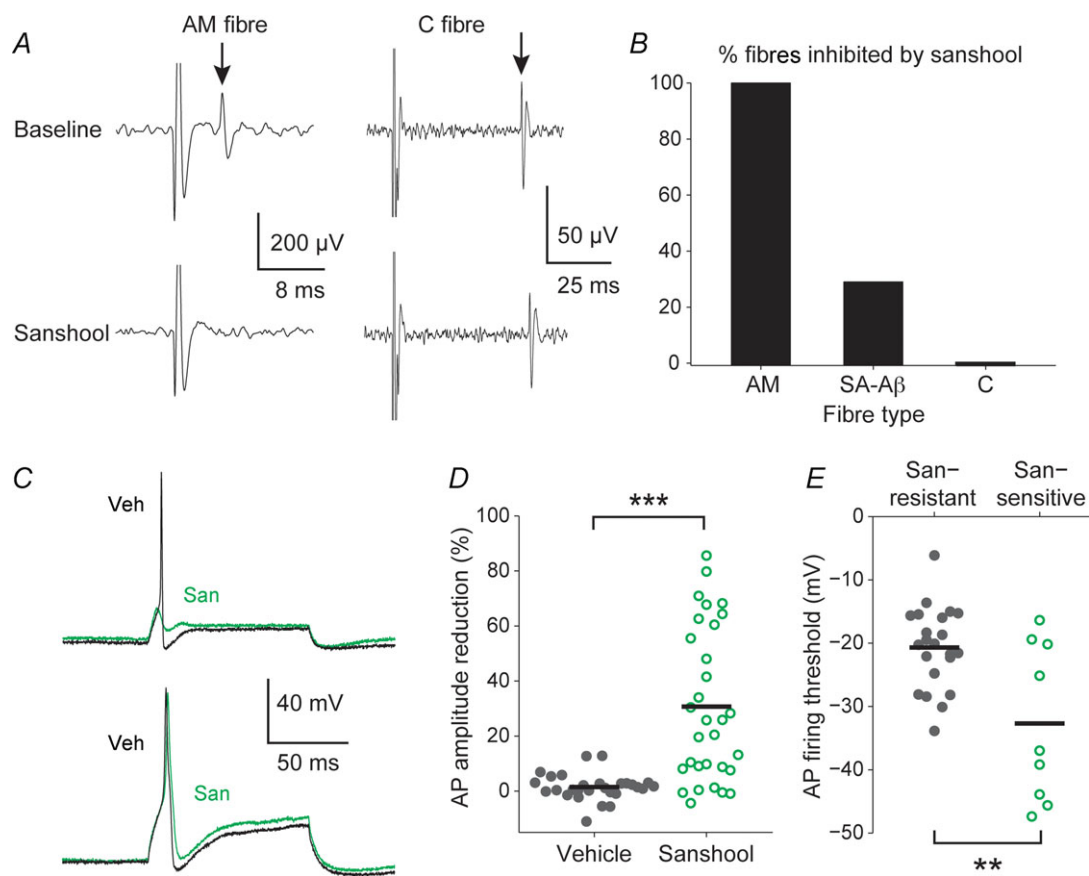 A
AM fibre
C fibre
Baseline
200 µV
8 ms
50 µV
25 ms
Sanshool
B
% fibres inhibited by sanshool
100
80
60
40
20
0
AM
SA-Aβ
C
Fibre type
C
Veh
San
40 mV
50 ms
Veh
San
D
***
AP amplitude reduction (%)
100
80
60
40
20
0
Vehicle
Sanshool
E
San−
resistant
San−
sensitive
AP firing threshold (mV)
0
−10
−20
−30
−40
−50
**